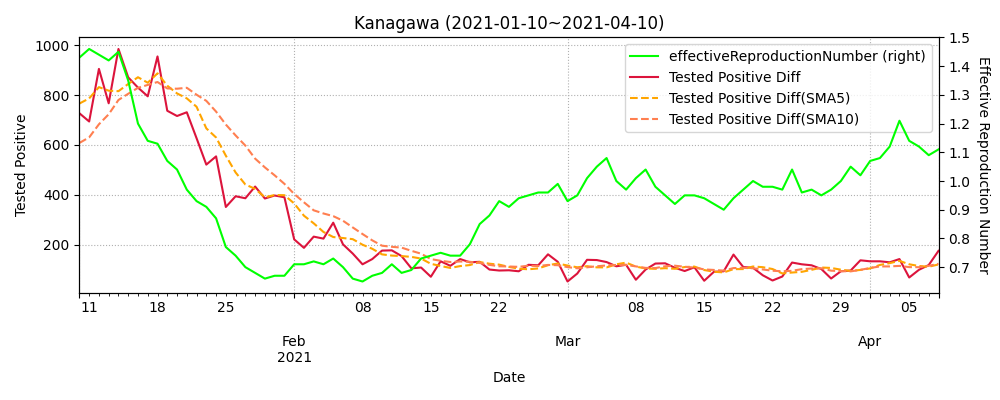 Kanagawa (2021-01-10~2021-04-10)
effectiveReproductionNumber (right)
Tested Positive Diff
Tested Positive Diff(SMA5)
Tested Positive Diff(SMA10)
Tested Positive
1000
800
600
400
200
Effective Reproduction Number
1.5
1.4
1.3
1.2
1.1
1.0
0.9
0.8
0.7
11 18 25 08 15 22 08 15 22 29 05
Feb Mar Apr
2021
Date